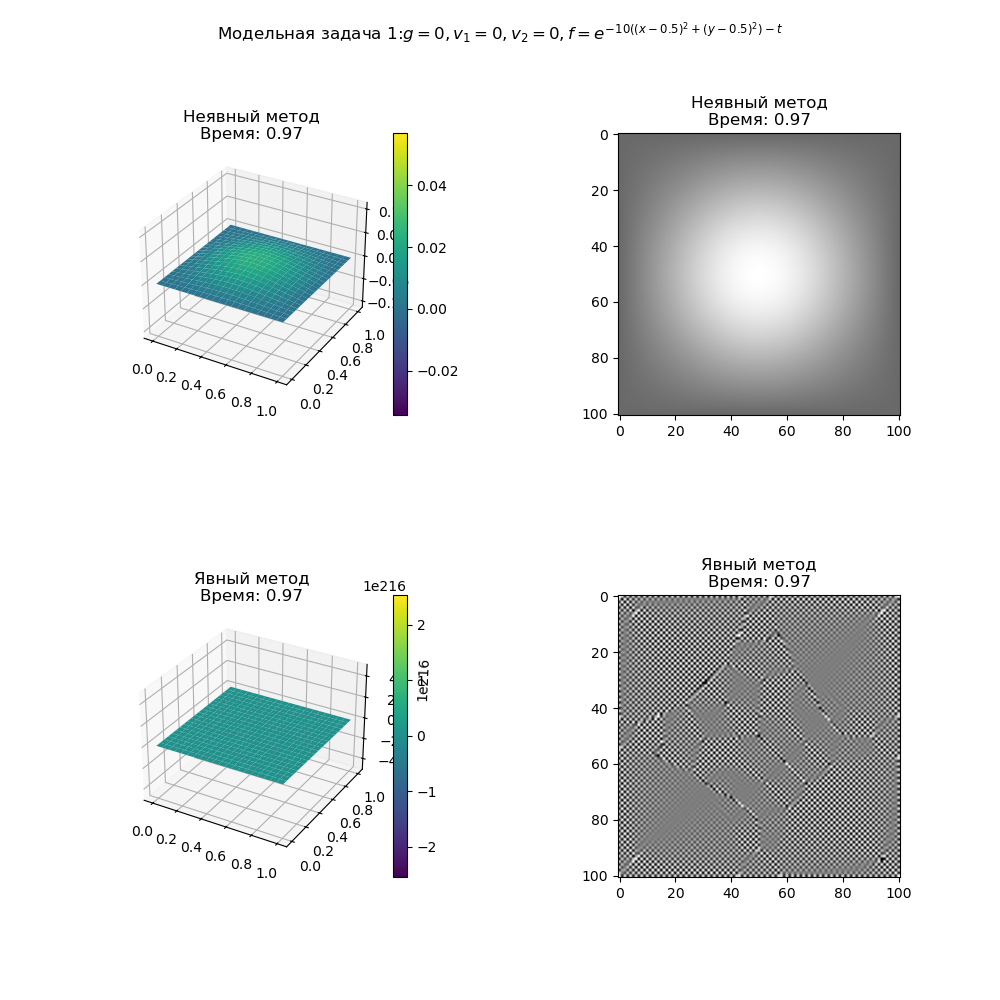 Модельная задача 1:g = 0, v₁ = 0, v₂ = 0, f = e^{−10((x−0.5)²+(y−0.5)²)−t}
Неявный метод
Время: 0.97
0.04
0.02
0.00
−0.02
0.0 0.2 0.4 0.6 0.8 1.0
0.0 0.2 0.4 0.6 0.8 1.0
Неявный метод
Время: 0.97
0
20
40
60
80
100
0 20 40 60 80 100
Явный метод
Время: 0.97
1e216
2
1
0
−1
−2
1e216
0.0 0.2 0.4 0.6 0.8 1.0
0.0 0.2 0.4 0.6 0.8 1.0
Явный метод
Время: 0.97
0
20
40
60
80
100
0 20 40 60 80 100